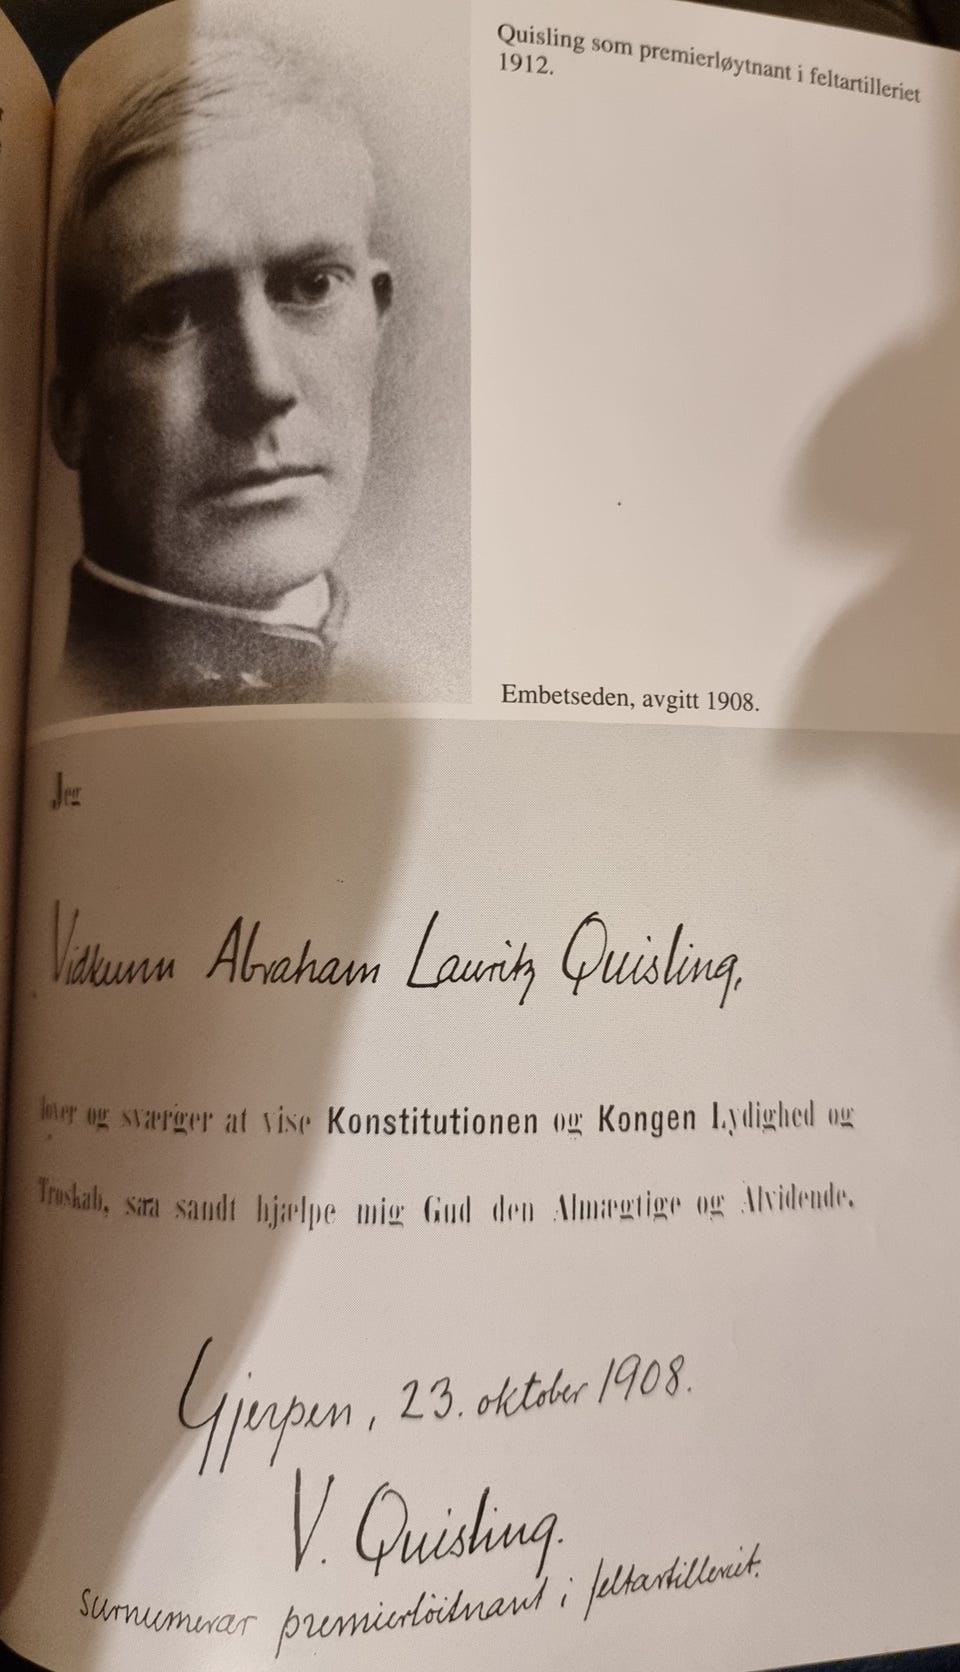 Quisling som premierløytnant i feltartilleriet
1912.
Embetseden, avgitt 1908.
Jeg
Vidkunn Abraham Lauritz Quisling,
lover og sværger at vise Konstitutionen og Kongen Lydighed og
Troskab, saa sandt hjælpe mig Gud den Almægtige og Alvidende.
Gjerpen, 23. oktober 1908.
V. Quisling.
surnumerær premierløitnant i feltartilleriet.